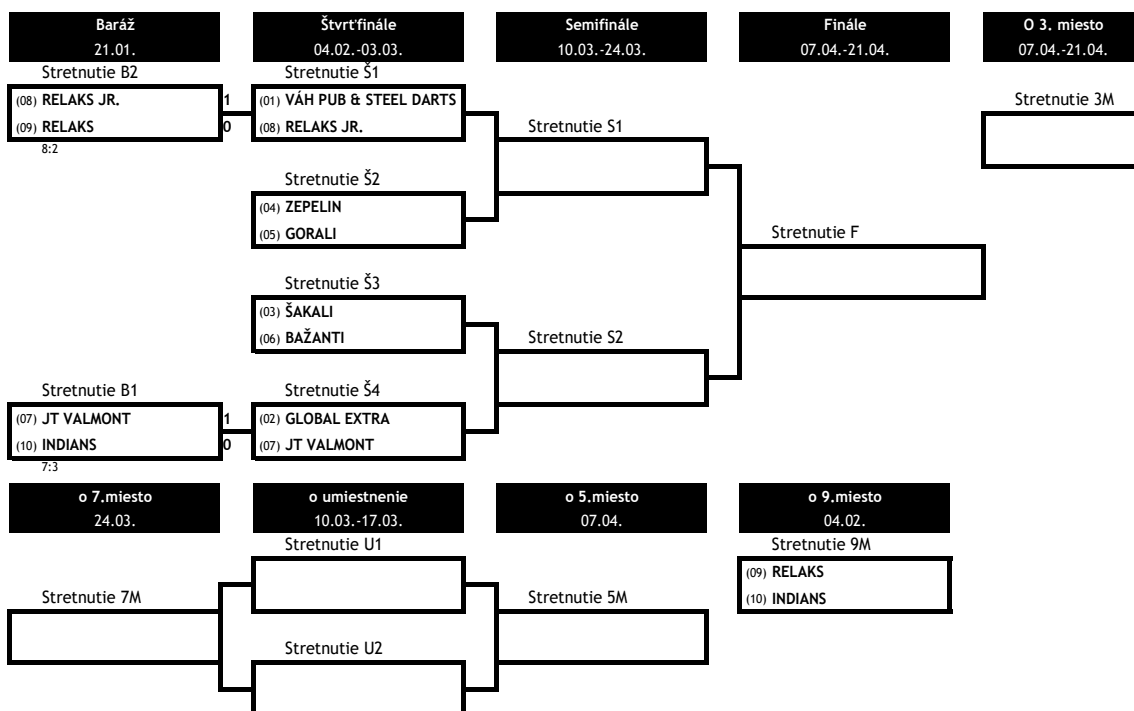 Baráž
21.01.
Štvrťfinále
04.02.-03.03.
Semifinále
10.03.-24.03.
Finále
07.04.-21.04.
O 3. miesto
07.04.-21.04.
Stretnutie B2
(08) RELAKS JR. 1
(09) RELAKS 0
8:2
Stretnutie Š1
(01) VÁH PUB & STEEL DARTS
(08) RELAKS JR.
Stretnutie Š2
(04) ZEPELIN
(05) GORALI
Stretnutie Š3
(03) ŠAKALI
(06) BAŽANTI
Stretnutie B1
(07) JT VALMONT 1
(10) INDIANS 0
7:3
Stretnutie Š4
(02) GLOBAL EXTRA
(07) JT VALMONT
Stretnutie S1
Stretnutie S2
Stretnutie F
Stretnutie 3M
o 7.miesto
24.03.
o umiestnenie
10.03.-17.03.
o 5.miesto
07.04.
o 9.miesto
04.02.
Stretnutie 7M
Stretnutie U1
Stretnutie U2
Stretnutie 5M
Stretnutie 9M
(09) RELAKS
(10) INDIANS